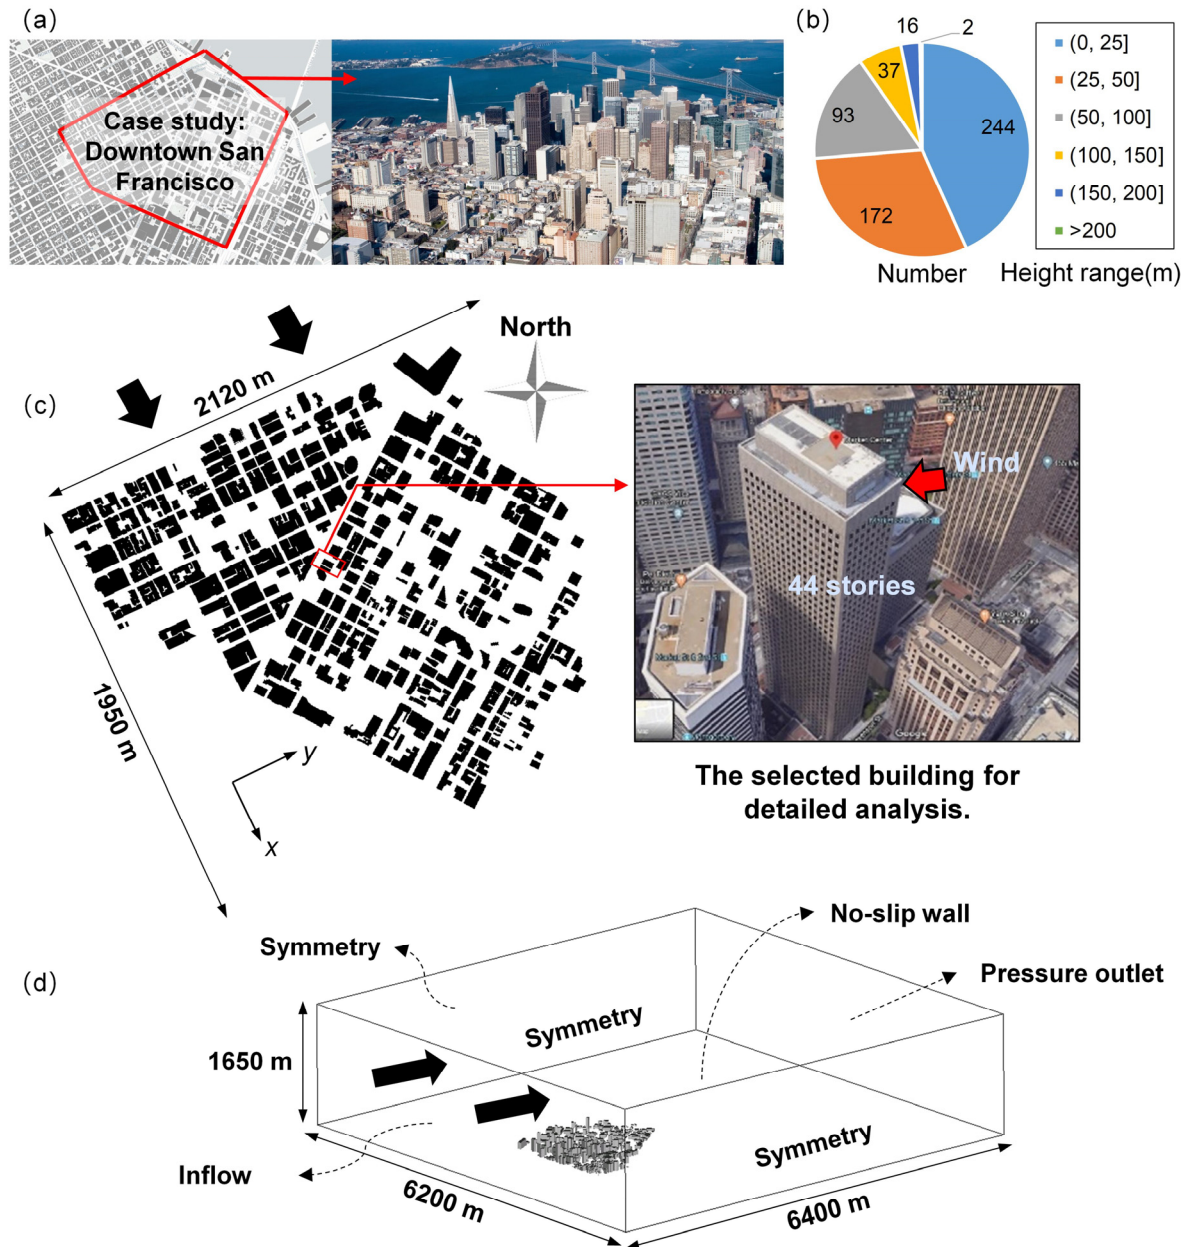 (a)
Case study:
Downtown San
Francisco
(b)
16
2
37
93
244
172
Number
(0, 25]
(25, 50]
(50, 100]
(100, 150]
(150, 200]
>200
Height range(m)
(c)
2120 m
North
1950 m
y
x
Wind
44 stories
Google
The selected building for
detailed analysis.
(d)
Symmetry
No-slip wall
Pressure outlet
Symmetry
1650 m
Symmetry
Inflow
6200 m
6400 m